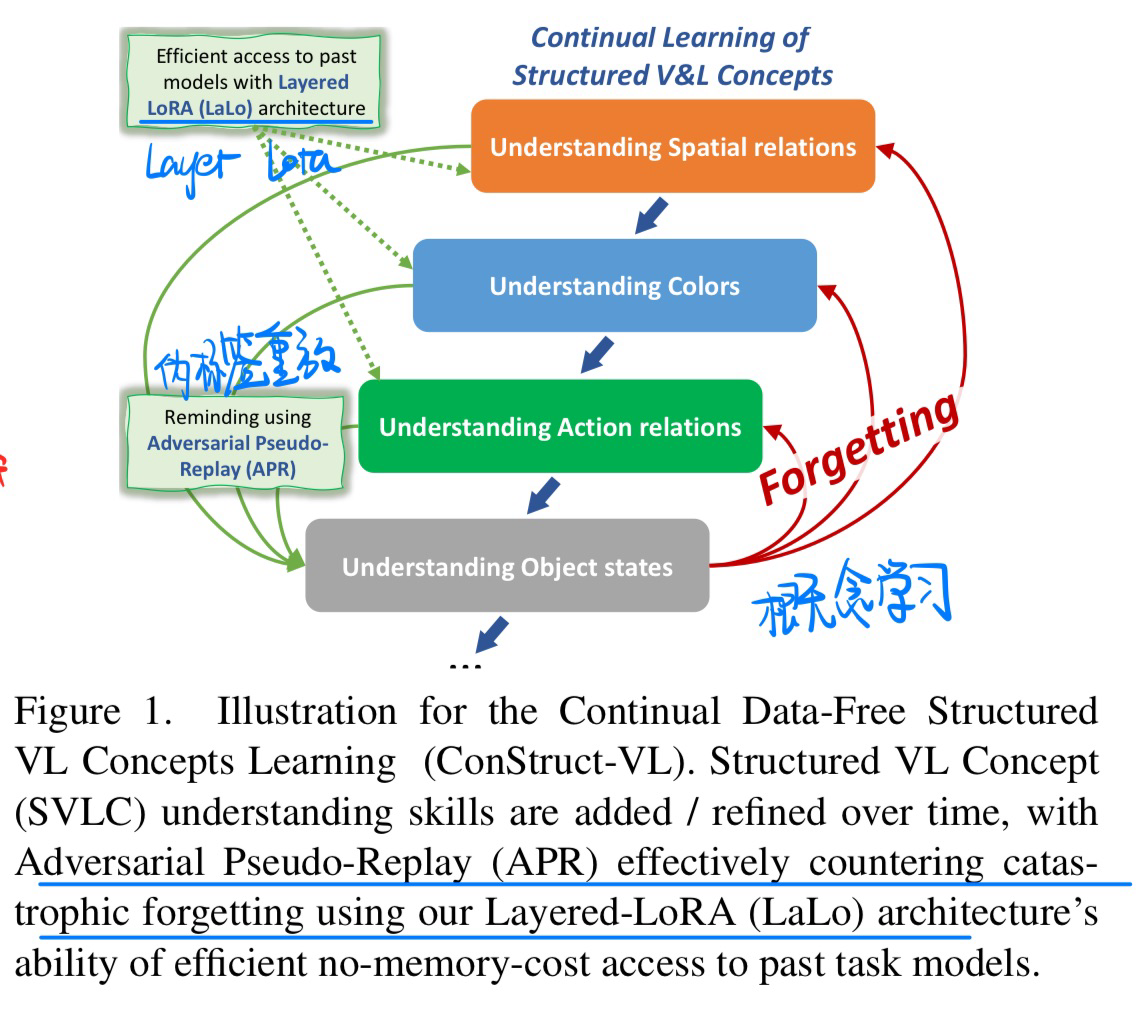 Continual Learning of
Structured V&L Concepts
Efficient access to past
models with Layered
LoRA (LaLo) architecture
Layer Lora
Understanding Spatial relations
Understanding Colors
伪标签重放
Reminding using
Adversarial Pseudo-
Replay (APR)
Understanding Action relations
Forgetting
Understanding Object states
概念学习
...
Figure 1. Illustration for the Continual Data-Free Structured
VL Concepts Learning (ConStruct-VL). Structured VL Concept
(SVLC) understanding skills are added / refined over time, with
Adversarial Pseudo-Replay (APR) effectively countering catas-
trophic forgetting using our Layered-LoRA (LaLo) architecture's
ability of efficient no-memory-cost access to past task models.